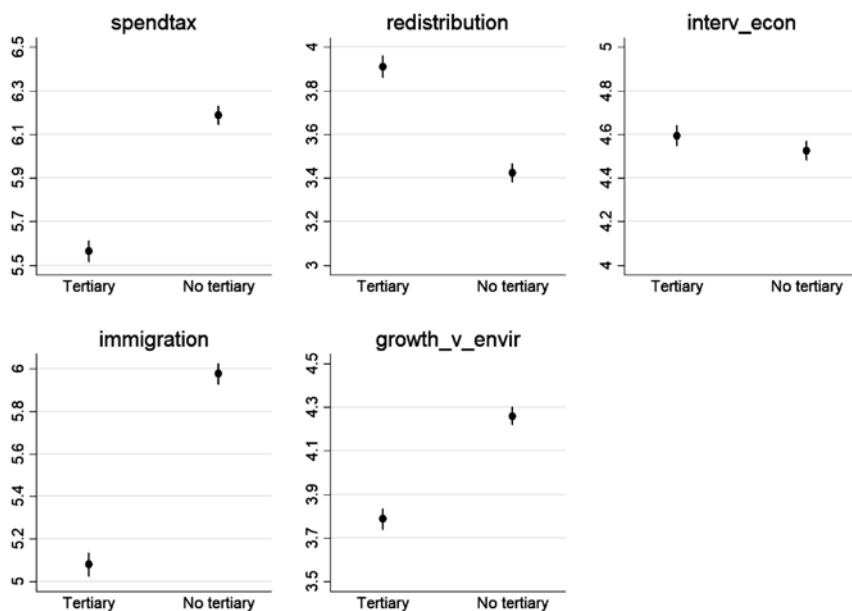 spendtax
6.5
6.3
6.1
5.9
5.7
5.5
Tertiary
No tertiary
redistribution
4
3.8
3.6
3.4
3.2
3
Tertiary
No tertiary
interv_econ
5
4.8
4.6
4.4
4.2
4
Tertiary
No tertiary
immigration
6
5.8
5.6
5.4
5.2
5
Tertiary
No tertiary
growth_v_envir
4.5
4.3
4.1
3.9
3.7
3.5
Tertiary
No tertiary